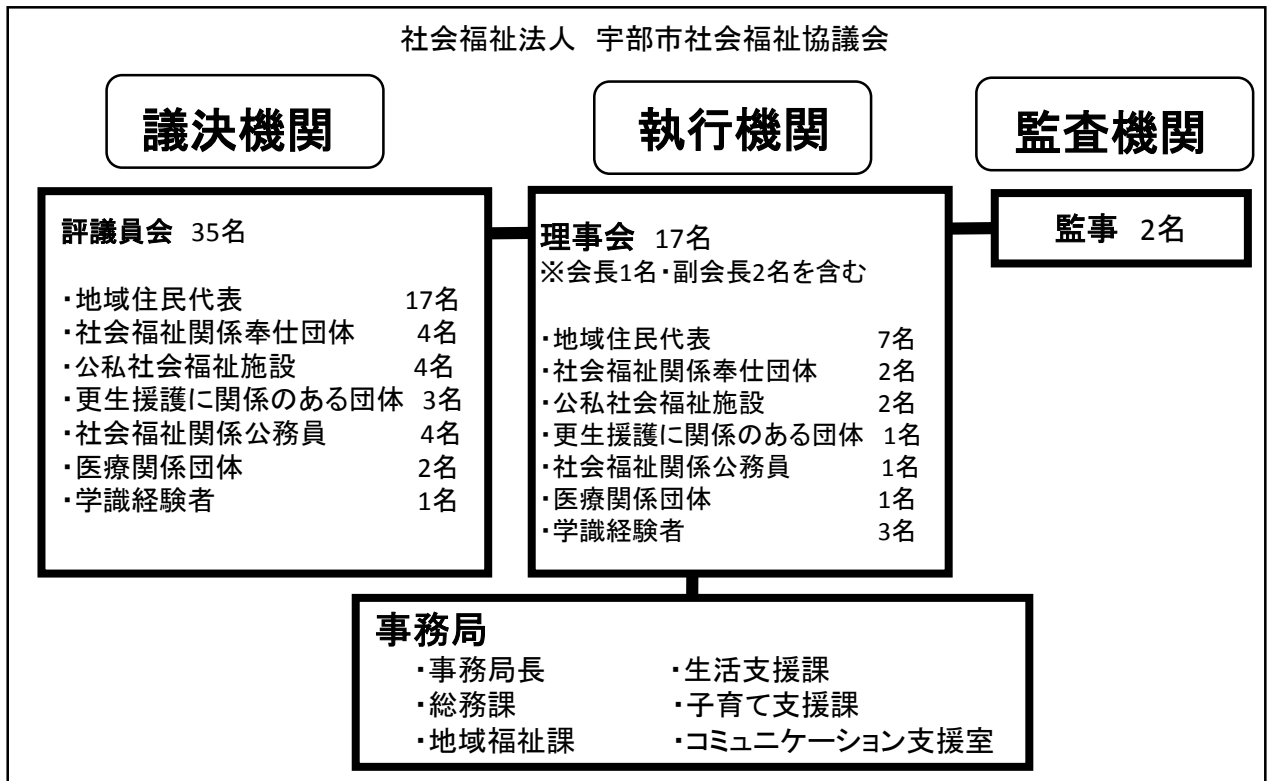 社会福祉法人　宇部市社会福祉協議会
議決機関
評議員会　35名
・地域住民代表　17名
・社会福祉関係奉仕団体　4名
・公私社会福祉施設　4名
・更生援護に関係のある団体　3名
・社会福祉関係公務員　4名
・医療関係団体　2名
・学識経験者　1名
執行機関
理事会　17名
※会長1名・副会長2名を含む
・地域住民代表　7名
・社会福祉関係奉仕団体　2名
・公私社会福祉施設　2名
・更生援護に関係のある団体　1名
・社会福祉関係公務員　1名
・医療関係団体　1名
・学識経験者　3名
監査機関
監事　2名
事務局
・事務局長
・総務課
・地域福祉課
・生活支援課
・子育て支援課
・コミュニケーション支援室